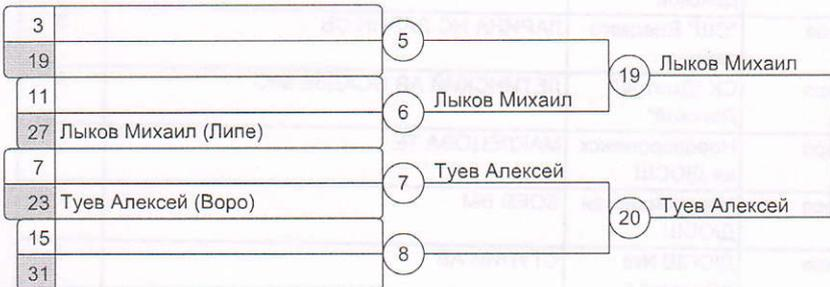 3
5
19
19 Лыков Михаил
11
6 Лыков Михаил
27 Лыков Михаил (Липе)
7
7 Туев Алексей
23 Туев Алексей (Воро)
20 Туев Алексей
15
8
31